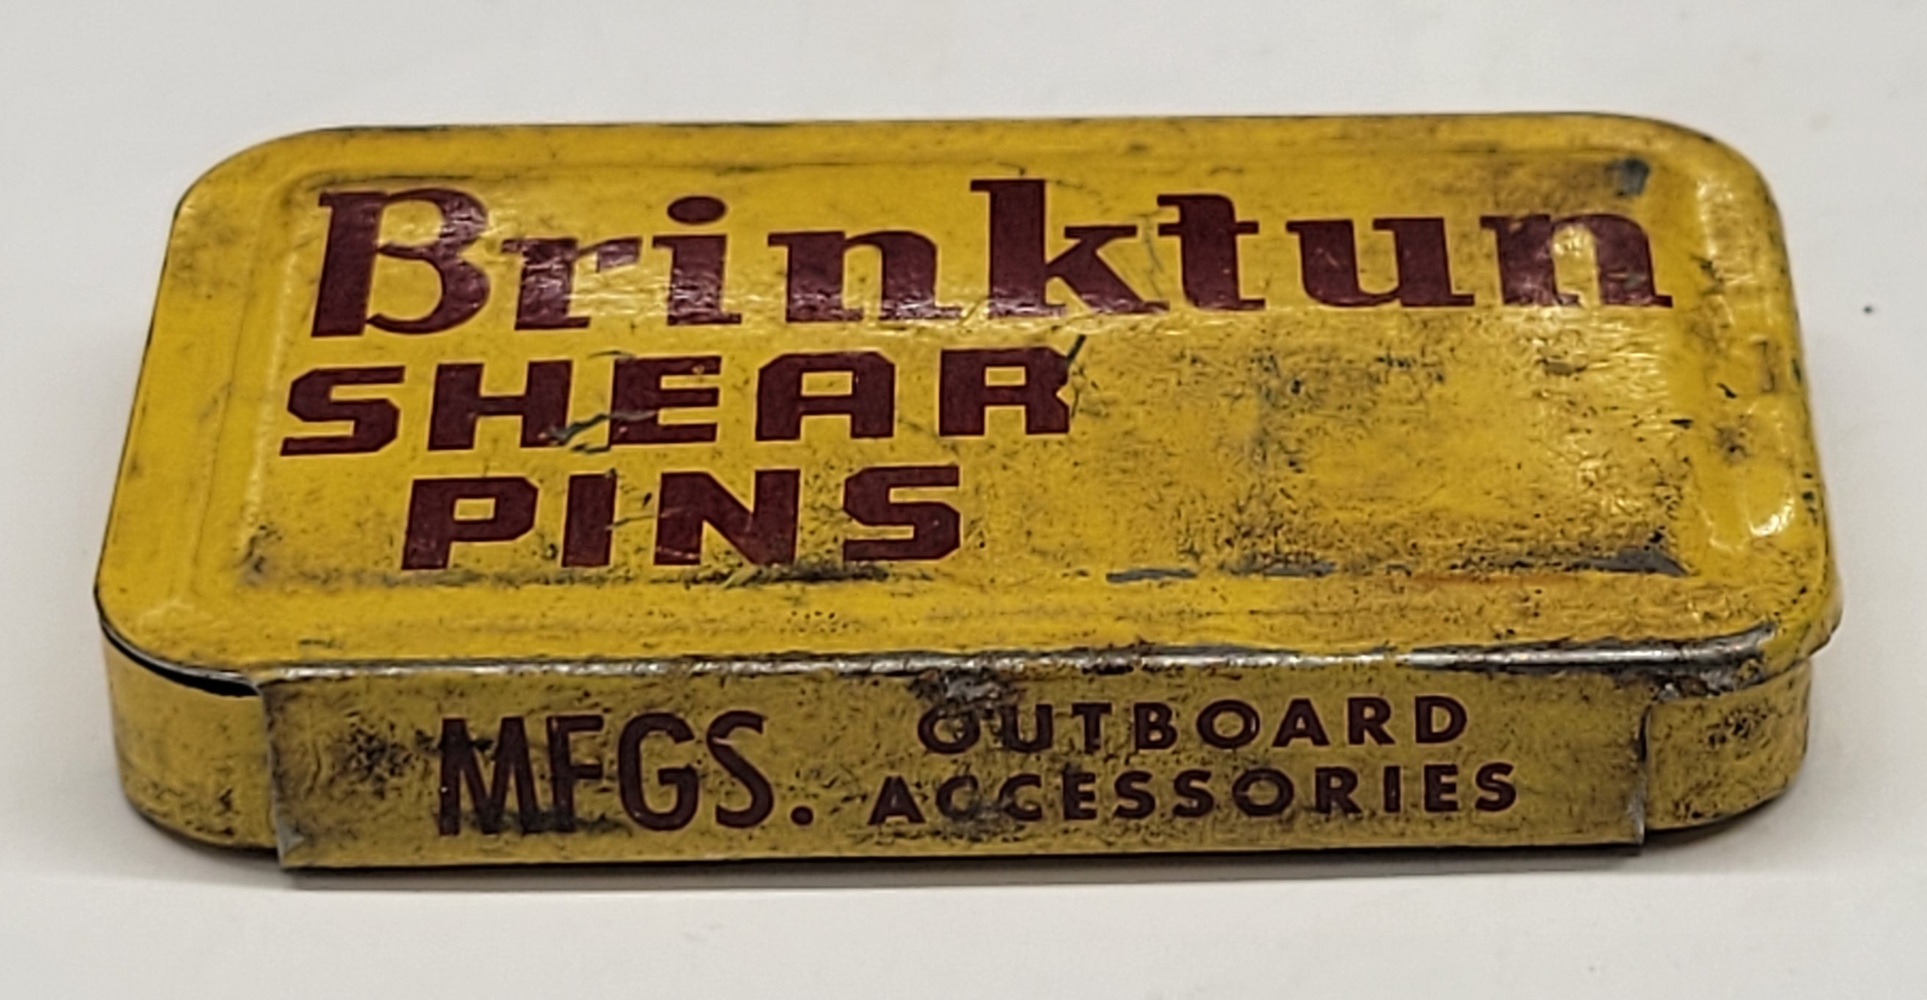 Brinktun
SHEAR
PINS
MFGS. OUTBOARD
ACCESSORIES